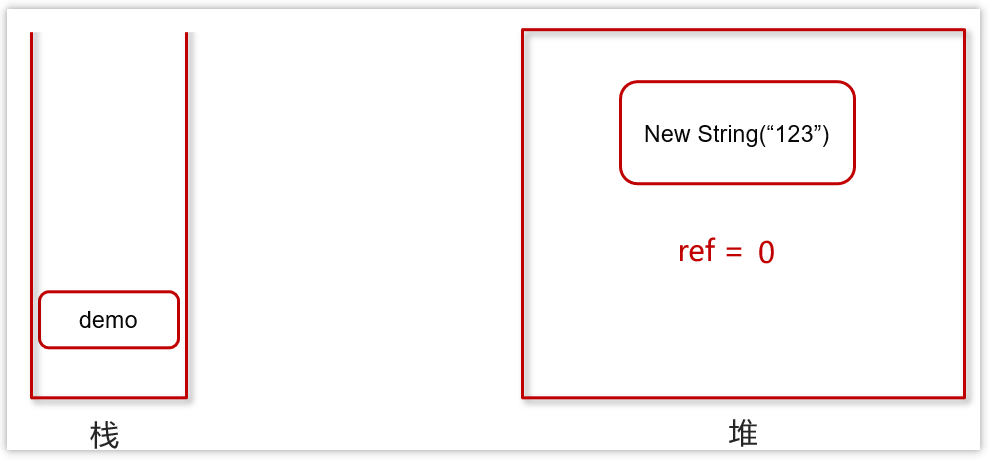 New String(“123”)
ref = 0
demo
栈
堆